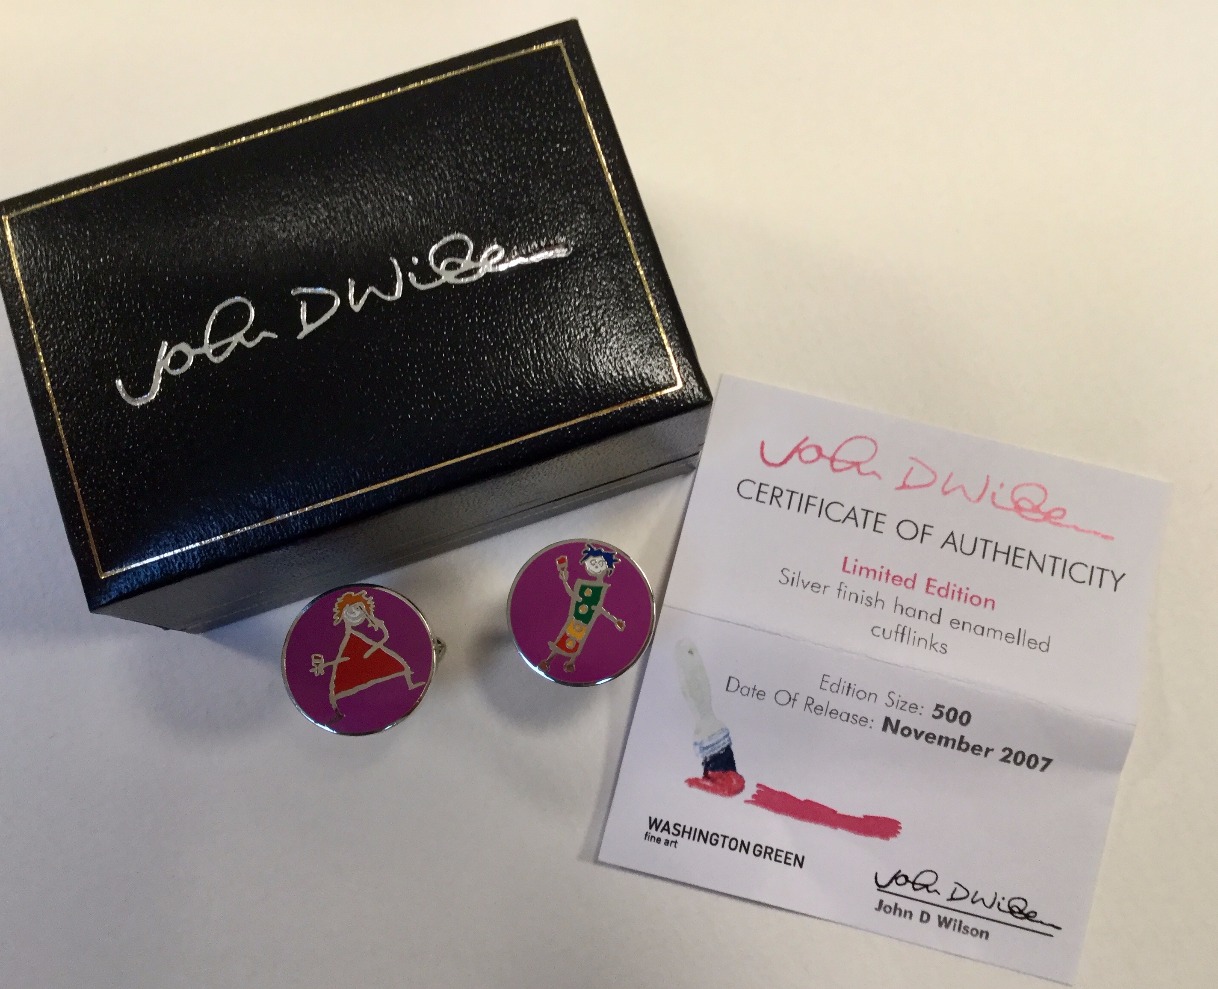 John D Wilson
John D Wilson
CERTIFICATE OF AUTHENTICITY
Limited Edition
Silver finish hand enamelled
cufflinks
Edition Size: 500
Date Of Release: November 2007
WASHINGTON GREEN
fine art
John D Wilson
John D Wilson